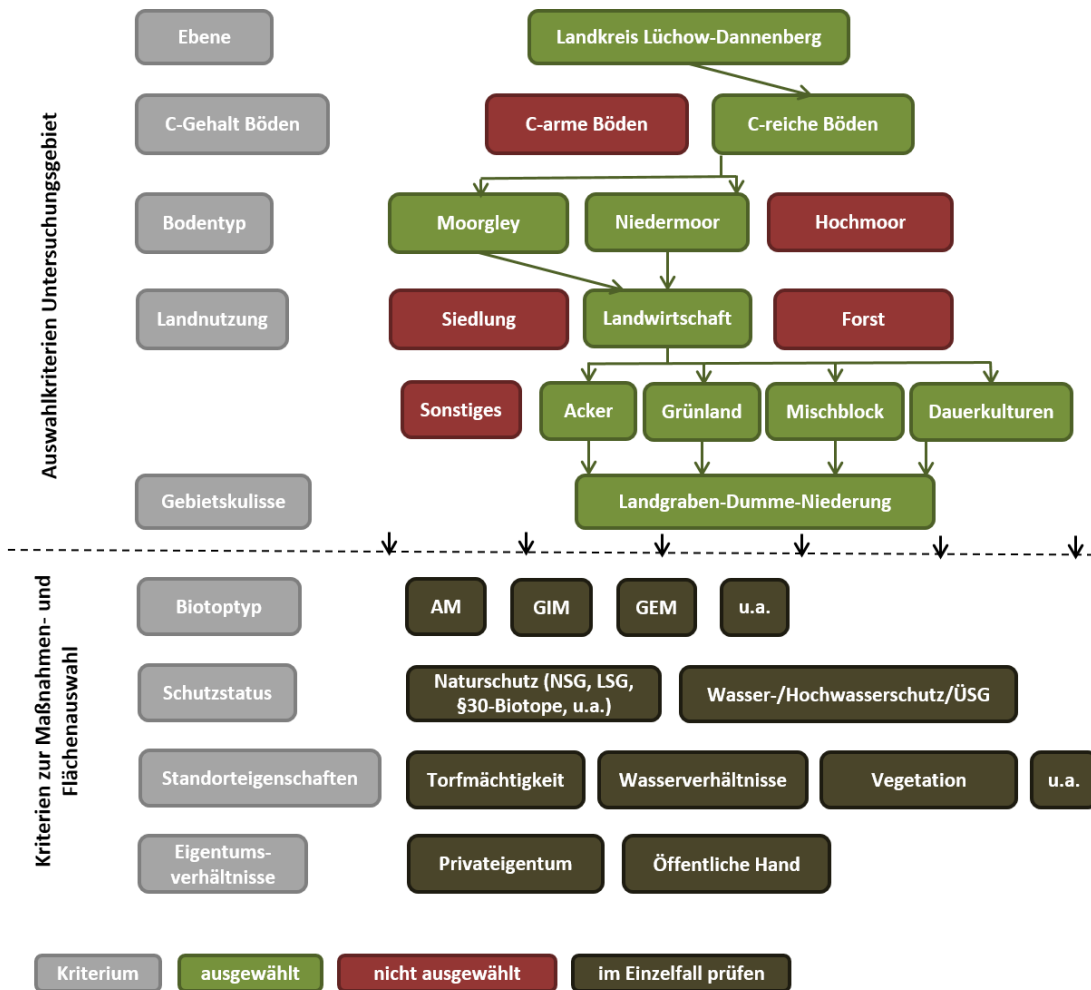 Auswahlkriterien Untersuchungsgebiet
Ebene
Landkreis Lüchow-Dannenberg
C-Gehalt Böden
C-arme Böden
C-reiche Böden
Bodentyp
Moorgley
Niedermoor
Hochmoor
Landnutzung
Siedlung
Landwirtschaft
Forst
Sonstiges
Acker
Grünland
Mischblock
Dauerkulturen
Gebietskulisse
Landgraben-Dumme-Niederung
Kriterien zur Maßnahmen- und
Flächenauswahl
Biotoptyp
AM
GIM
GEM
u.a.
Schutzstatus
Naturschutz (NSG, LSG,
§30-Biotope, u.a.)
Wasser-/Hochwasserschutz/ÜSG
Standorteigenschaften
Torfmächtigkeit
Wasserverhältnisse
Vegetation
u.a.
Eigentums-
verhältnisse
Privateigentum
Öffentliche Hand
Kriterium
ausgewählt
nicht ausgewählt
im Einzelfall prüfen